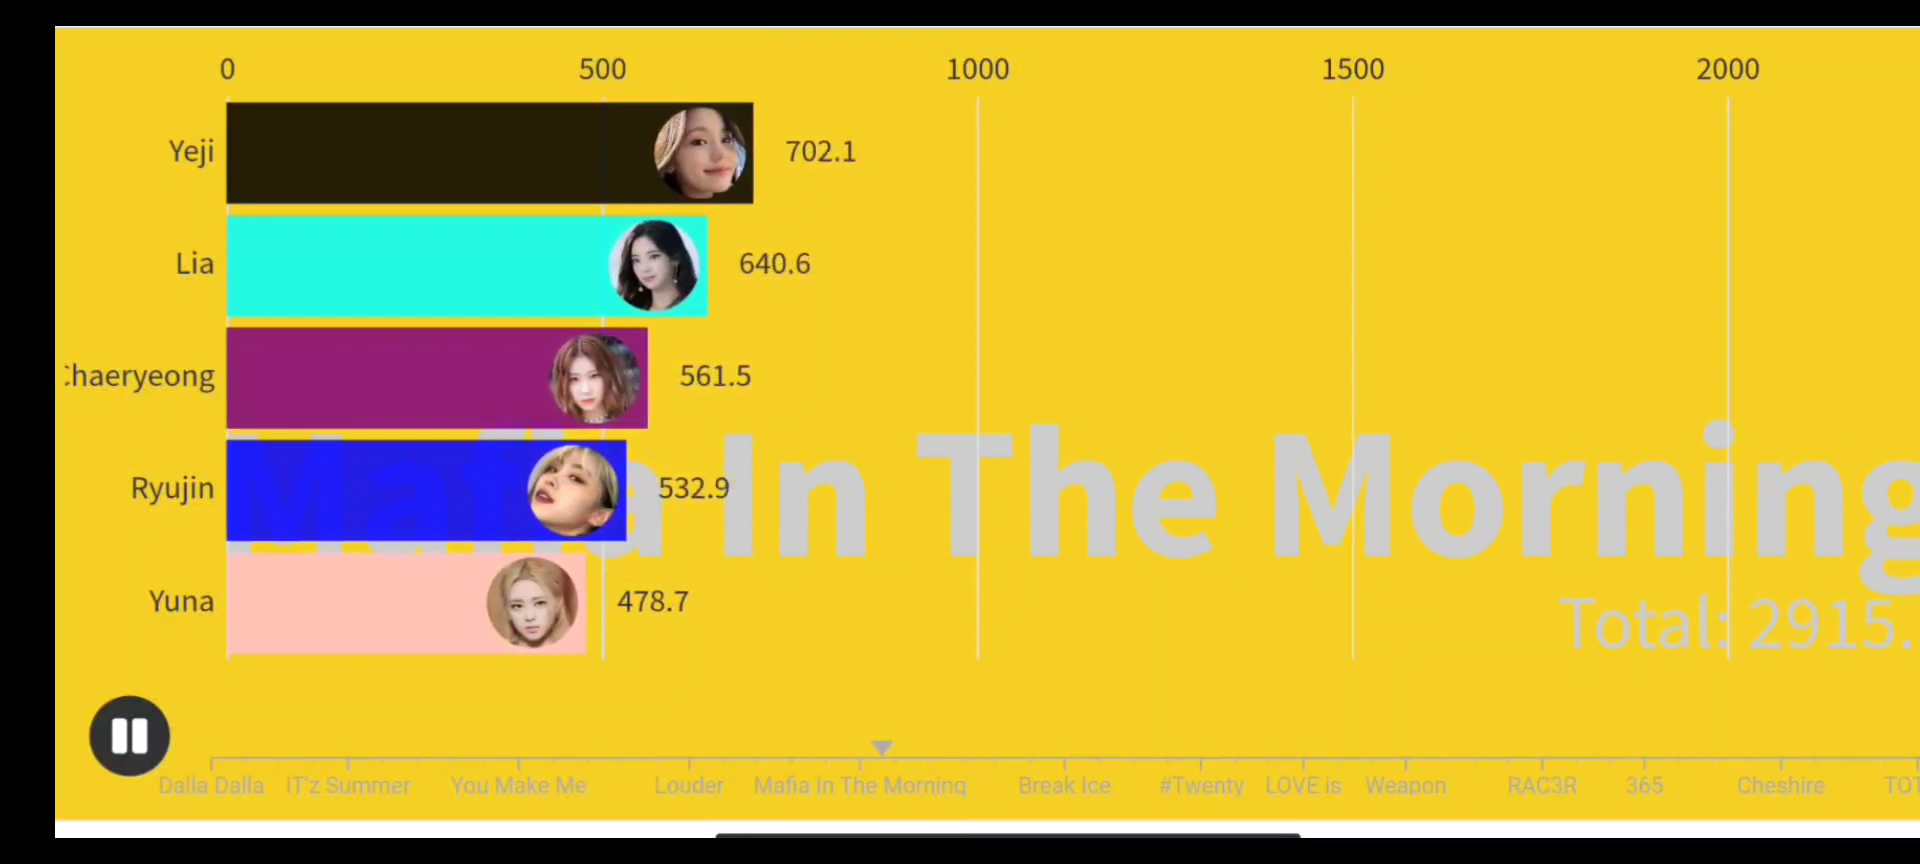 0 500 1000 1500 2000
Yeji 702.1
Lia 640.6
haeryeong 561.5
Ryujin 532.9
Mafia In The Morning
Yuna 478.7
Total: 2915.
Dalla Dalla IT'z Summer You Make Me Louder Mafia In The Morning Break Ice #Twenty LOVE is Weapon RAC3R 365 Cheshire TOT